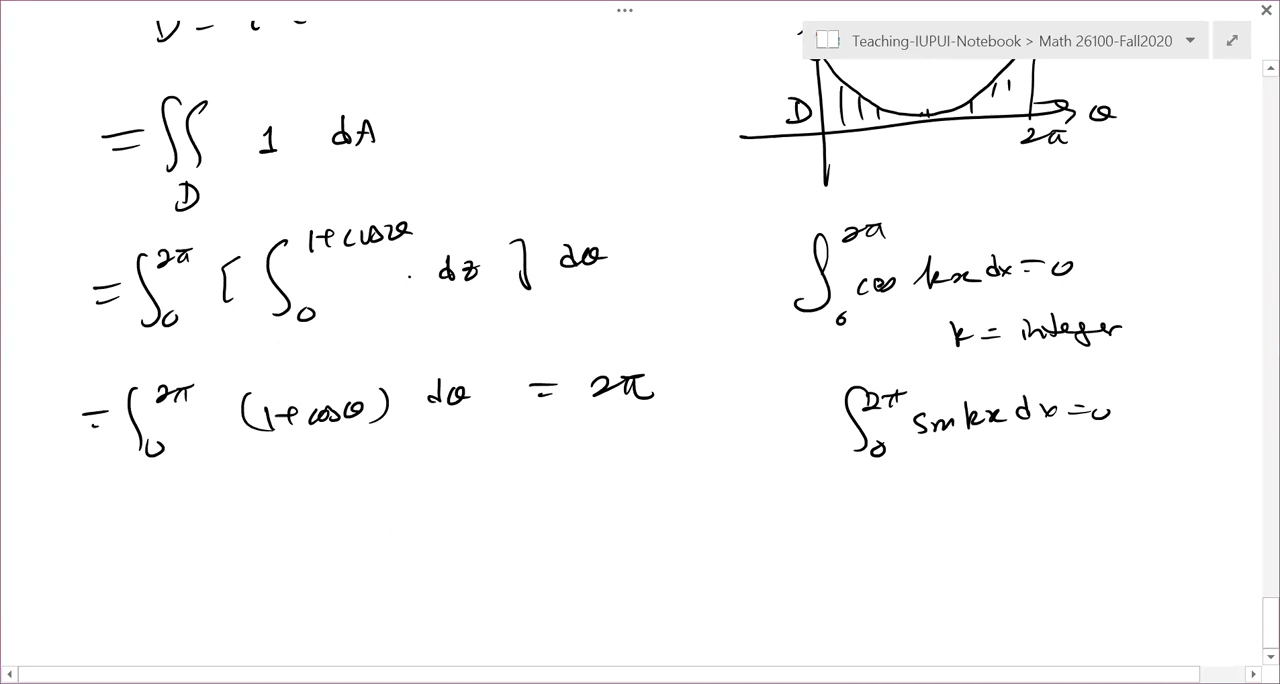 Teaching-IUPUI-Notebook > Math 26100-Fall2020
D
θ
2π
= ∬_D 1 dA
= ∫_0^{2π} [ ∫_0^{1+cosθ} dz ] dθ
∫_0^{2π} cos kx dx = 0
k = integer
= ∫_0^{2π} (1+cosθ) dθ = 2π
∫_0^{2π} sin kx dx = 0